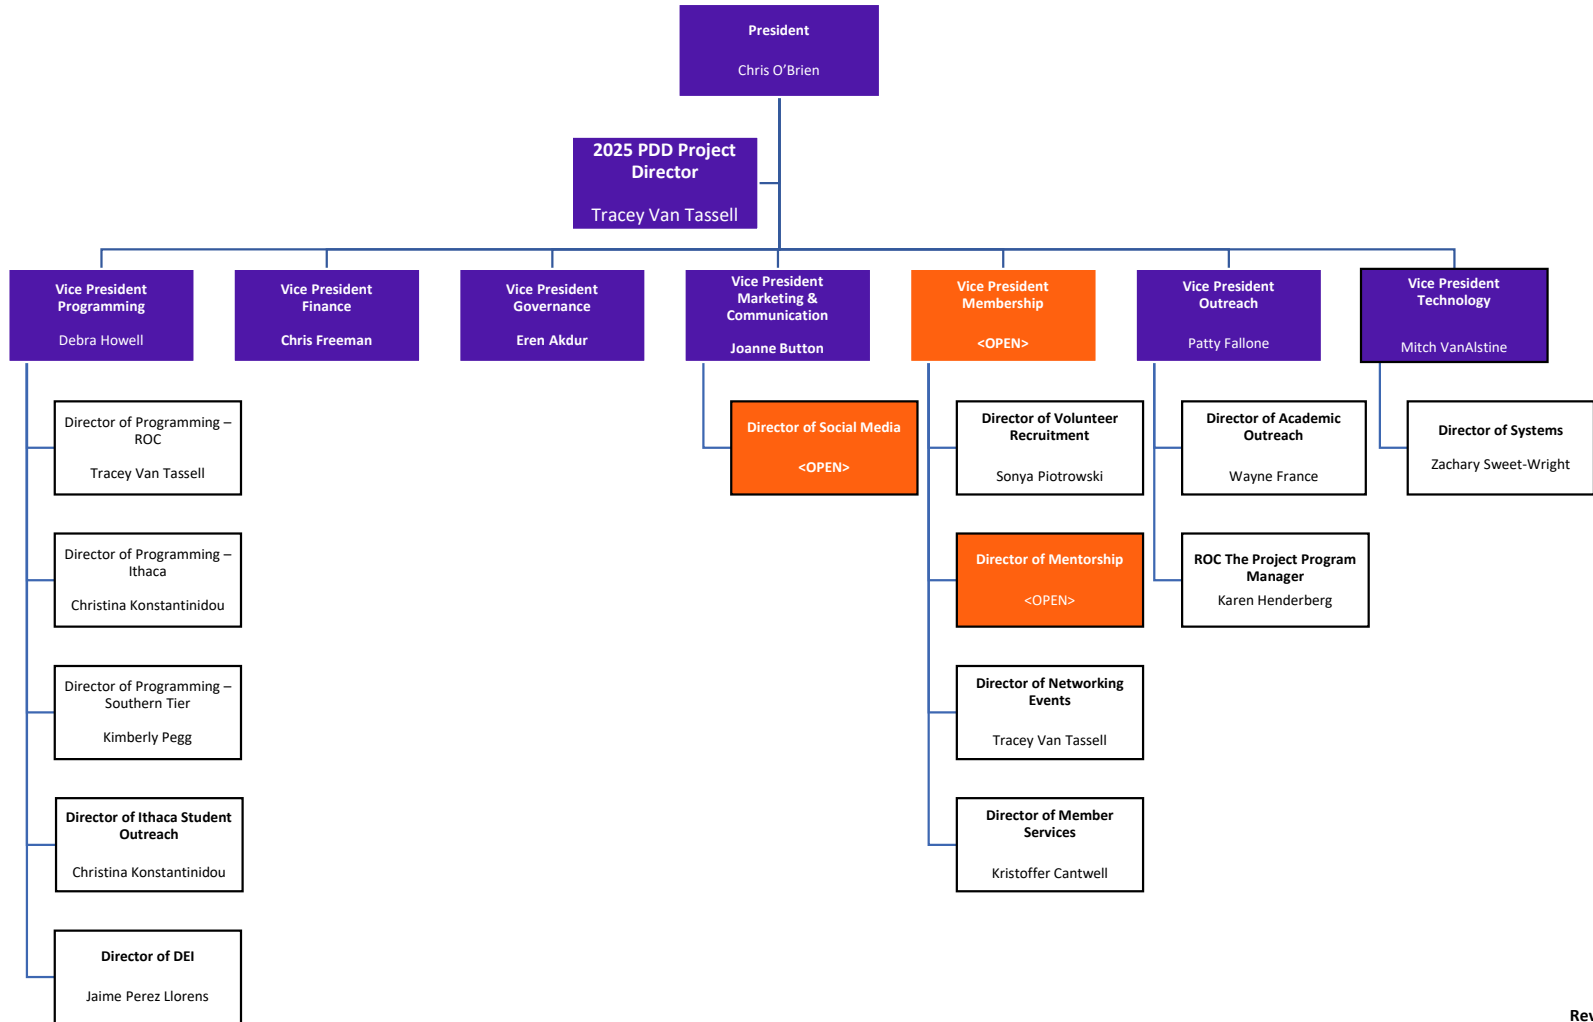 President
Chris O’Brien
2025 PDD Project
Director
Tracey Van Tassell
Vice President
Programming
Debra Howell
Vice President
Finance
Chris Freeman
Vice President
Governance
Eren Akdur
Vice President
Marketing &
Communication
Joanne Button
Vice President
Membership
<OPEN>
Vice President
Outreach
Patty Fallone
Vice President
Technology
Mitch VanAlstine
Director of Programming –
ROC
Tracey Van Tassell
Director of Social Media
<OPEN>
Director of Volunteer
Recruitment
Sonya Piotrowski
Director of Academic
Outreach
Wayne France
Director of Systems
Zachary Sweet-Wright
Director of Programming –
Ithaca
Christina Konstantinidou
Director of Mentorship
<OPEN>
ROC The Project Program
Manager
Karen Henderberg
Director of Programming –
Southern Tier
Kimberly Pegg
Director of Networking
Events
Tracey Van Tassell
Director of Ithaca Student
Outreach
Christina Konstantinidou
Director of Member
Services
Kristoffer Cantwell
Director of DEI
Jaime Perez Llorens
Rev